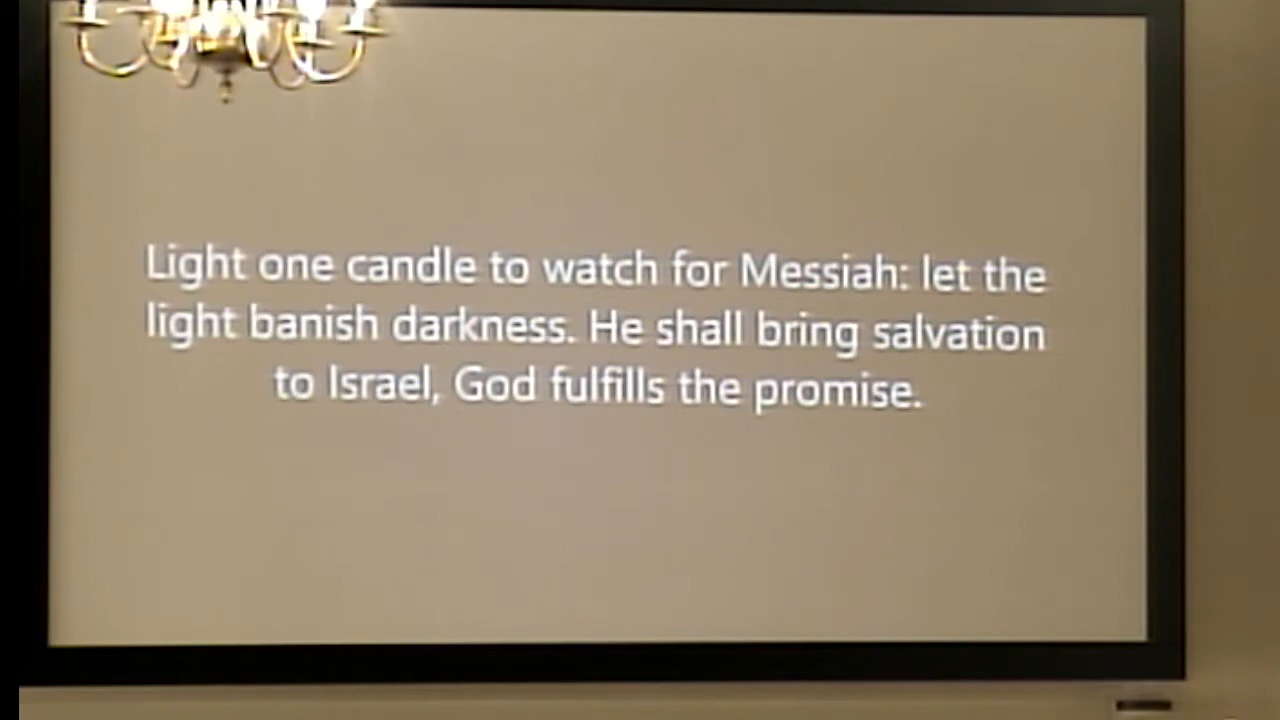 Light one candle to watch for Messiah: let the
light banish darkness. He shall bring salvation
to Israel, God fulfills the promise.